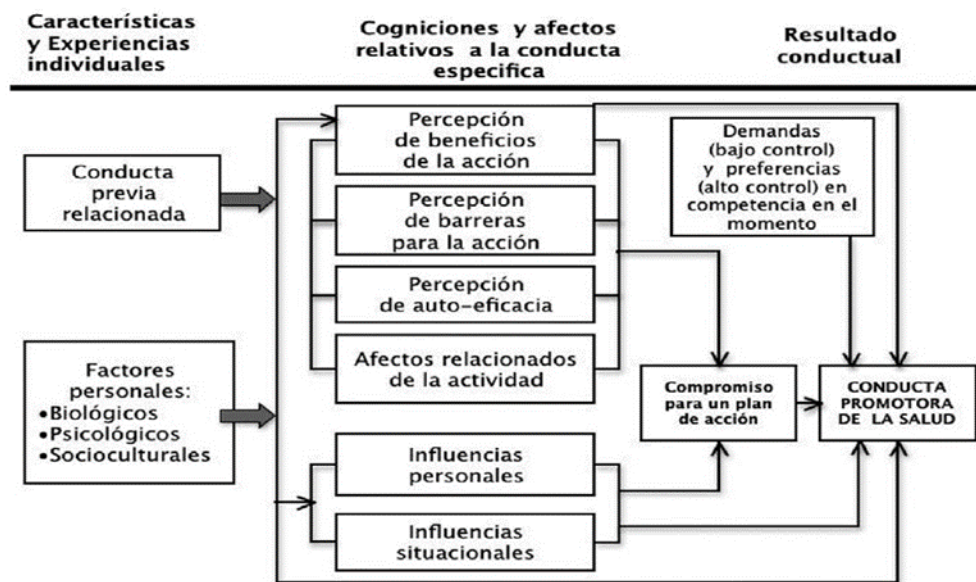 Características
y Experiencias
individuales
Cogniciones y afectos
relativos a la conducta
especifica
Resultado
conductual
Conducta
previa
relacionada
Factores
personales:
•Biológicos
•Psicológicos
•Socioculturales
Percepción
de beneficios
de la acción
Percepción
de barreras
para la acción
Percepción
de auto-eficacia
Afectos relacionados
de la actividad
Influencias
personales
Influencias
situacionales
Demandas
(bajo control)
y preferencias
(alto control) en
competencia en el
momento
Compromiso
para un plan
de acción
CONDUCTA
PROMOTORA
DE LA SALUD